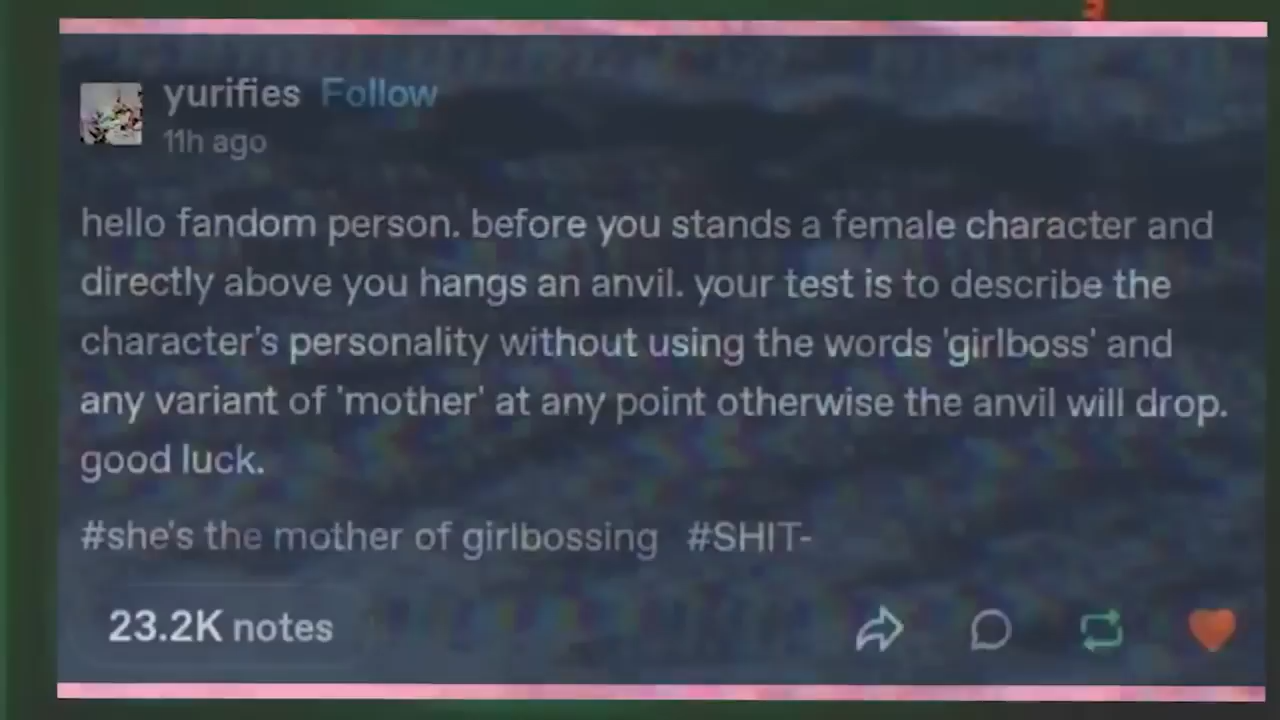 yurifies Follow
11h ago
hello fandom person. before you stands a female character and
directly above you hangs an anvil. your test is to describe the
character's personality without using the words 'girlboss' and
any variant of 'mother' at any point otherwise the anvil will drop.
good luck.
#she's the mother of girlbossing #SHIT-
23.2K notes